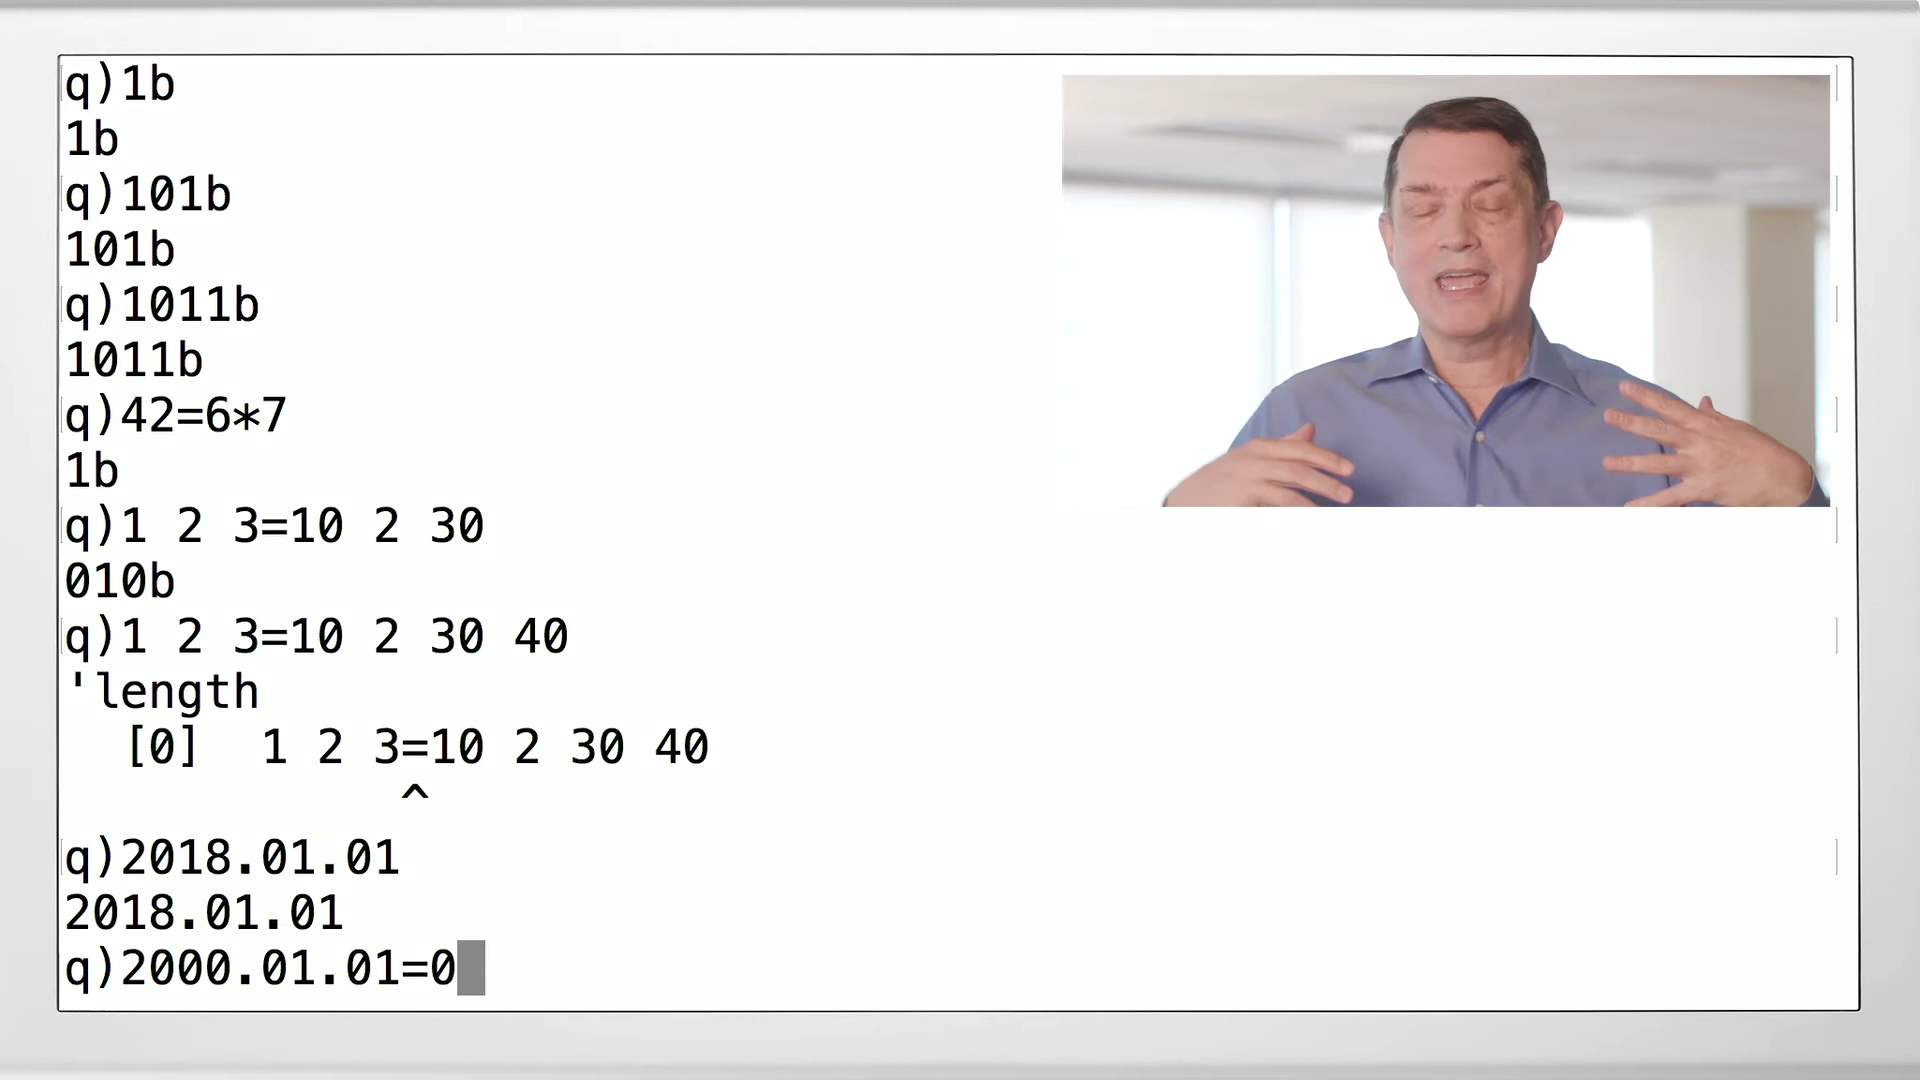 q)1b
1b
q)101b
101b
q)1011b
1011b
q)42=6*7
1b
q)1 2 3=10 2 30
010b
q)1 2 3=10 2 30 40
'length
  [0]  1 2 3=10 2 30 40
            ^
q)2018.01.01
2018.01.01
q)2000.01.01=0